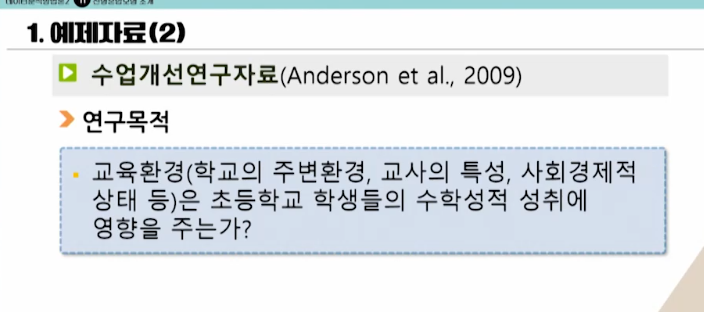 1. 예제자료(2)
수업개선연구자료(Anderson et al., 2009)
연구목적
교육환경(학교의 주변환경, 교사의 특성, 사회경제적
상태 등)은 초등학교 학생들의 수학성적 성취에
영향을 주는가?